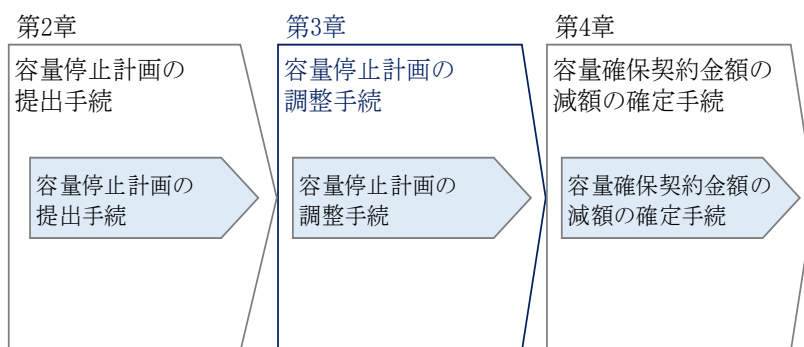 第2章
容量停止計画の
提出手続
容量停止計画の
提出手続
第3章
容量停止計画の
調整手続
容量停止計画の
調整手続
第4章
容量確保契約金額の
減額の確定手続
容量確保契約金額の
減額の確定手続